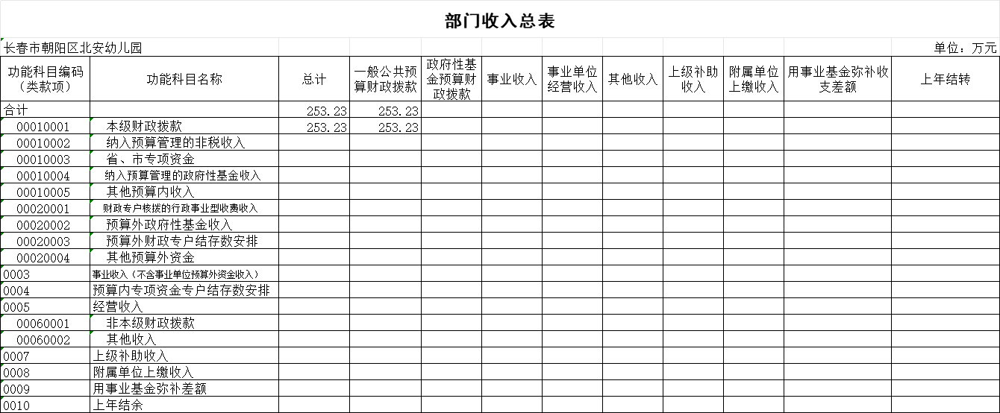 部门收入总表
长春市朝阳区北安幼儿园 单位：万元
功能科目编码（类款项） 功能科目名称 总计 一般公共预算财政拨款 政府性基金预算财政拨款 事业收入 事业单位经营收入 其他收入 上级补助收入 附属单位上缴收入 用事业基金弥补收支差额 上年结转
合计 253.23 253.23
00010001 本级财政拨款 253.23 253.23
00010002 纳入预算管理的非税收入
00010003 省、市专项资金
00010004 纳入预算管理的政府性基金收入
00010005 其他预算内收入
00020001 财政专户核拨的行政事业型收费收入
00020002 预算外政府性基金收入
00020003 预算外财政专户结存数安排
00020004 其他预算外资金
0003 事业收入（不含事业单位预算外资金收入）
0004 预算内专项资金专户结存数安排
0005 经营收入
00060001 非本级财政拨款
00060002 其他收入
0007 上级补助收入
0008 附属单位上缴收入
0009 用事业基金弥补差额
0010 上年结余